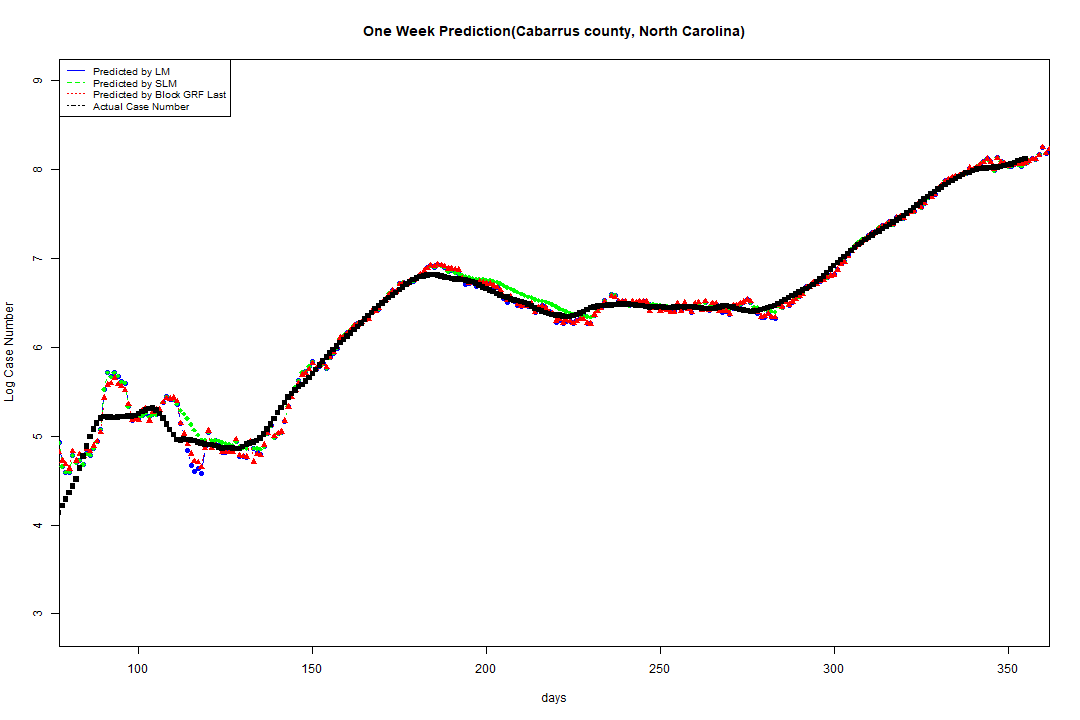 One Week Prediction(Cabarrus county, North Carolina)
Predicted by LM
Predicted by SLM
Predicted by Block GRF Last
Actual Case Number
9
8
7
6
5
4
3
Log Case Number
100 150 200 250 300 350
days